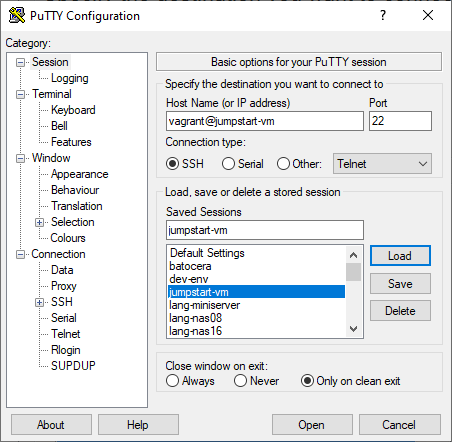 PuTTY Configuration
?
Category:
Session
Logging
Terminal
Keyboard
Bell
Features
Window
Appearance
Behaviour
Translation
Selection
Colours
Connection
Data
Proxy
SSH
Serial
Telnet
Rlogin
SUPDUP
Basic options for your PuTTY session
Specify the destination you want to connect to
Host Name (or IP address) Port
vagrant@jumpstart-vm 22
Connection type:
SSH Serial Other: Telnet
Load, save or delete a stored session
Saved Sessions
jumpstart-vm
Default Settings
batocera
dev-env
jumpstart-vm
lang-miniserver
lang-nas08
lang-nas16
Load
Save
Delete
Close window on exit:
Always Never Only on clean exit
About Help Open Cancel